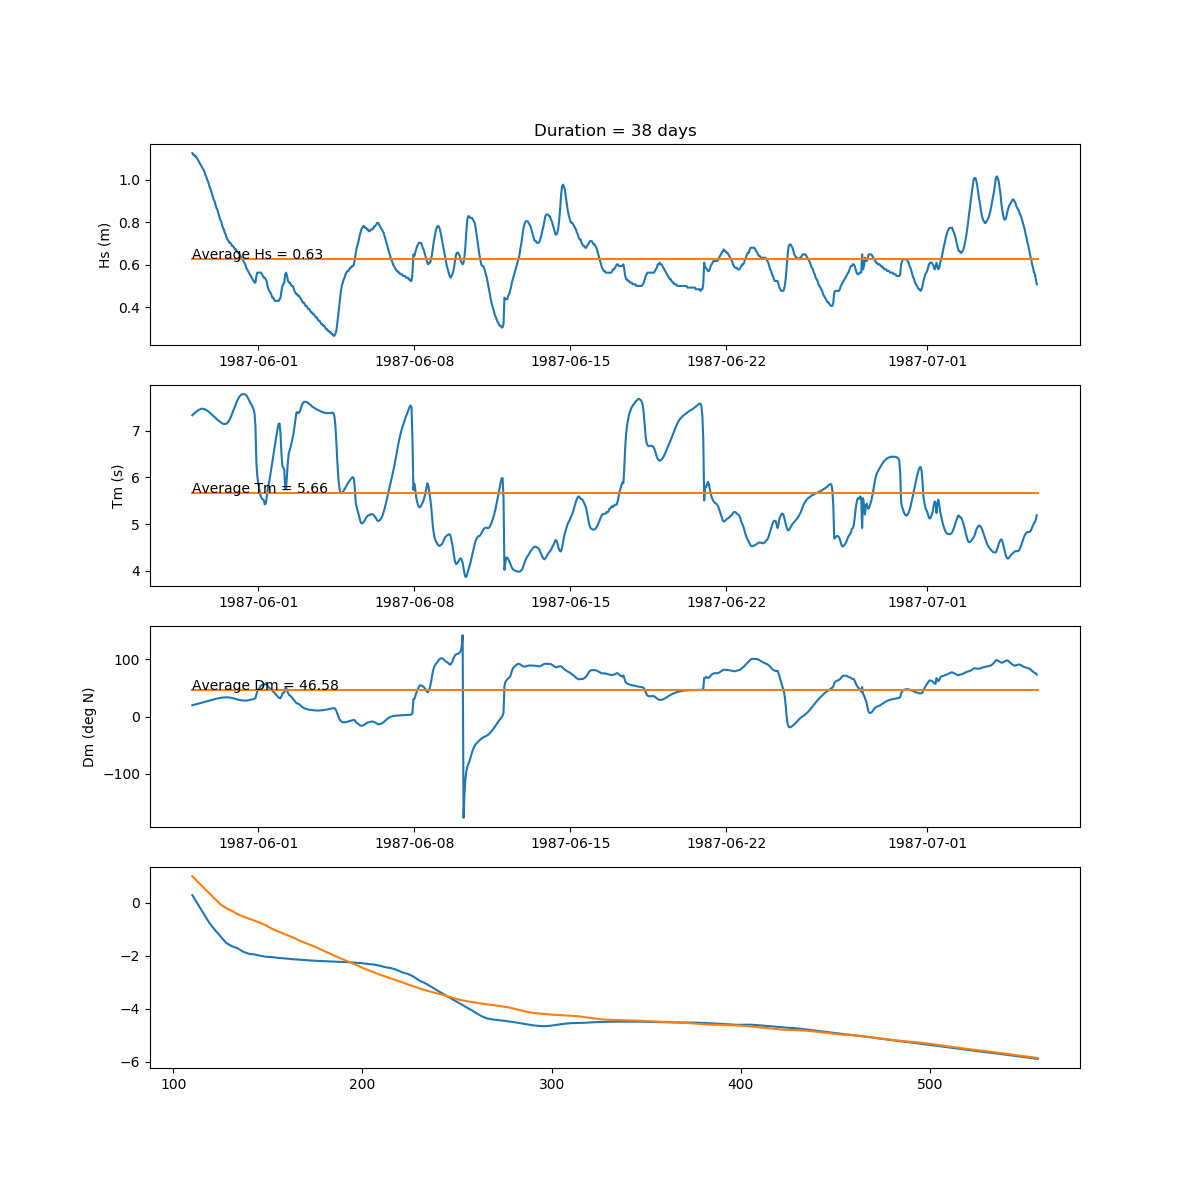 Duration = 38 days
1.0
0.8
0.6
0.4
Hs (m)
Average Hs = 0.63
1987-06-01 1987-06-08 1987-06-15 1987-06-22 1987-07-01
7
6
5
4
Tm (s)
Average Tm = 5.66
1987-06-01 1987-06-08 1987-06-15 1987-06-22 1987-07-01
100
0
−100
Dm (deg N)
Average Dm = 46.58
1987-06-01 1987-06-08 1987-06-15 1987-06-22 1987-07-01
0
−2
−4
−6
100 200 300 400 500